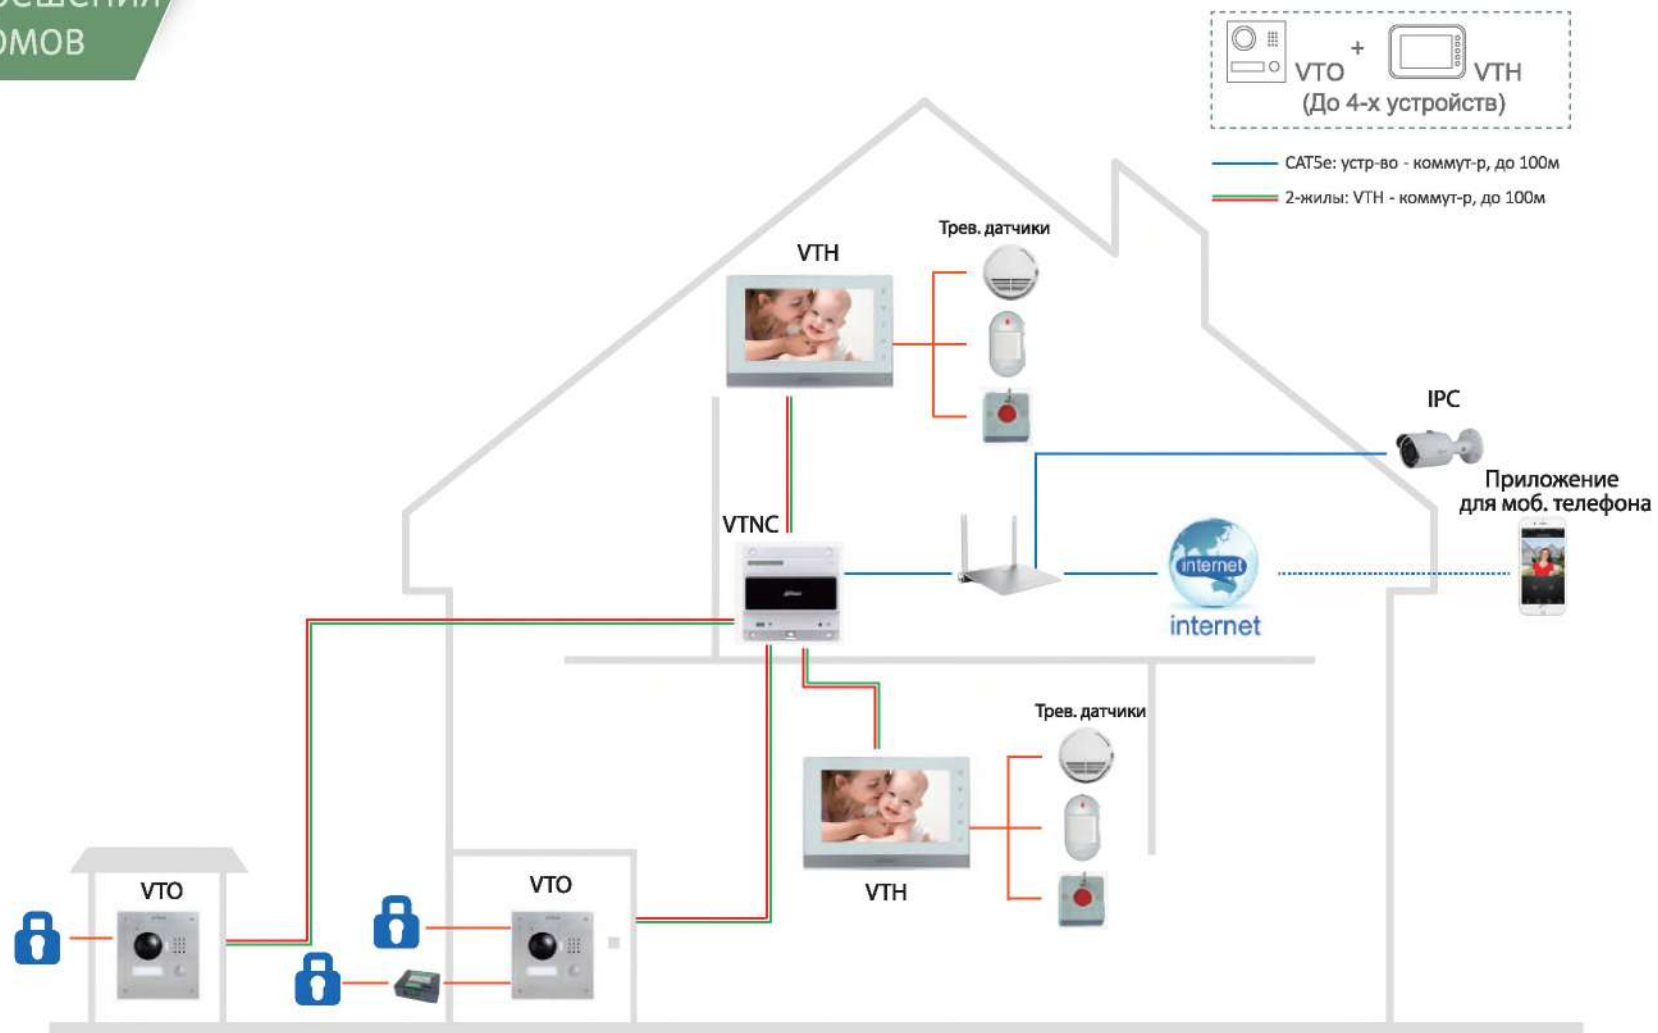 ОМОВ
VTO + VTH
(До 4-х устройств)
CAT5e: устр-во - коммут-р, до 100м
2-жилы: VTH - коммут-р, до 100м
Трев. датчики
VTH
IPC
Приложение
для моб. телефона
VTNC
internet
internet
Трев. датчики
VTH
VTO
VTO